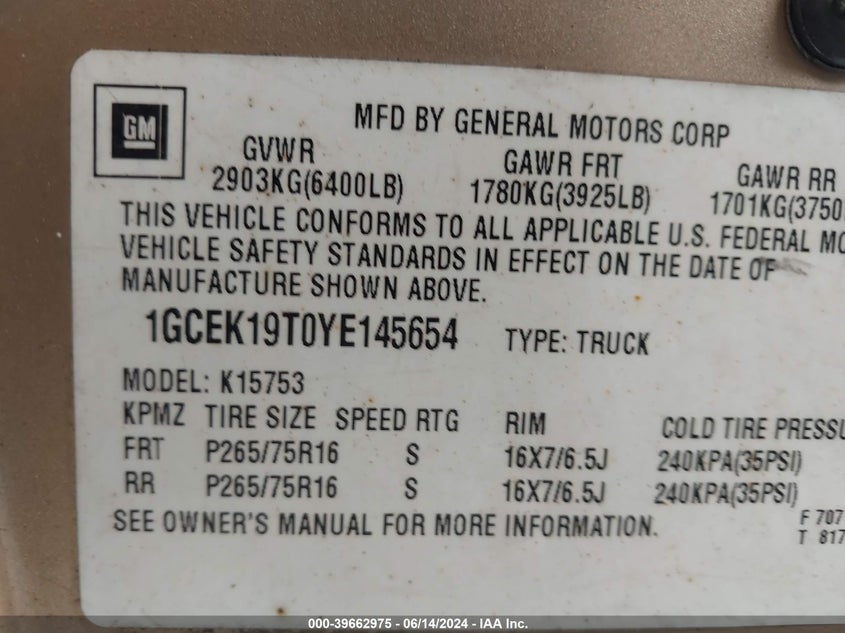 GM
MFD BY GENERAL MOTORS CORP
GVWR GAWR FRT GAWR RR
2903KG(6400LB) 1780KG(3925LB) 1701KG(3750
THIS VEHICLE CONFORMS TO ALL APPLICABLE U.S. FEDERAL MO
VEHICLE SAFETY STANDARDS IN EFFECT ON THE DATE OF
MANUFACTURE SHOWN ABOVE.
1GCEK19T0YE145654 TYPE: TRUCK
MODEL: K15753
KPMZ TIRE SIZE SPEED RTG RIM COLD TIRE PRESSU
FRT P265/75R16 S 16X7/6.5J 240KPA(35PSI)
RR P265/75R16 S 16X7/6.5J 240KPA(35PSI)
SEE OWNER'S MANUAL FOR MORE INFORMATION.
F 707
T 817
000-39662975 - 06/14/2024 - IAA Inc.